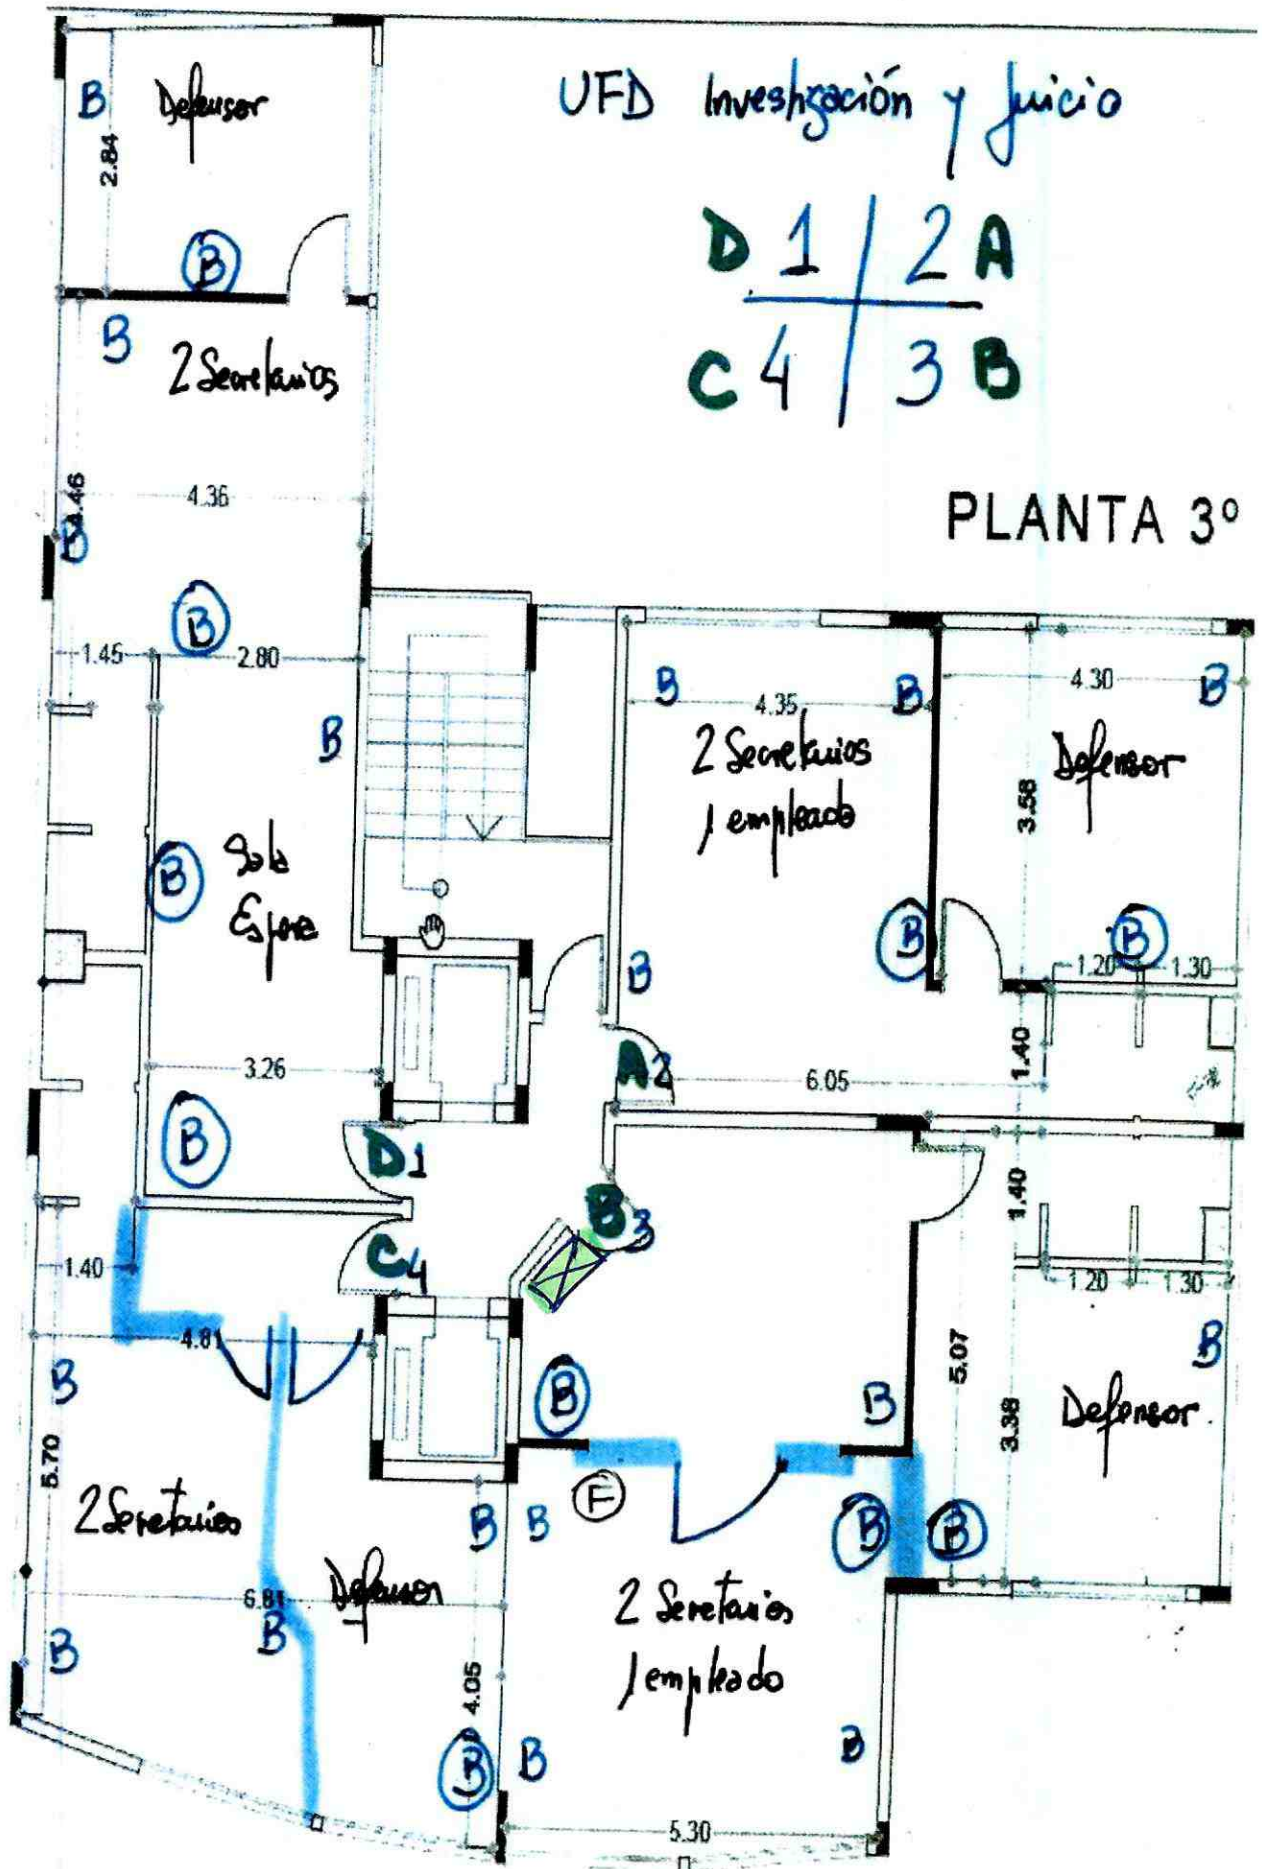 UFD Investigación y Juicio
D 1 2 A
C 4 3 B
PLANTA 3º
B
Defensor
2.84
B
B
2 Secretarios
4.46
4.36
B
B
1.45
2.80
B
B
Sala
Espera
3.26
B
D1
C4
B
4.35
B
2 Secretarios
1 empleado
B
B
A2
6.05
4.30
B
Defensor
3.58
B
1.20
1.30
1.40
B3
1.40
1.20
1.30
5.07
3.38
B
Defensor
B
B
B
1.40
4.81
B
5.70
2 Secretarios
6.81
B
B
Defensor
B
4.05
B
B
F
B
2 Secretarios
1 empleado
B
B
5.30